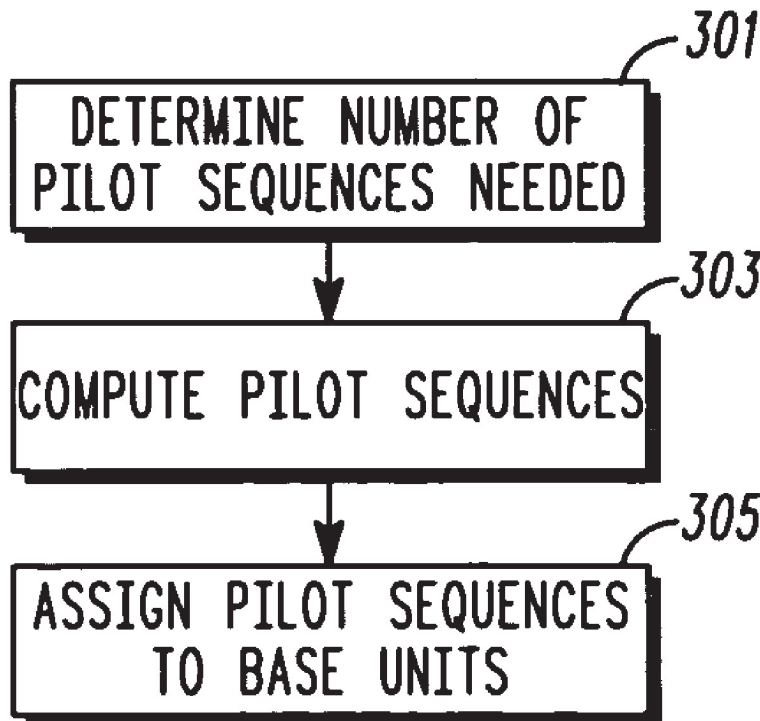 301
DETERMINE NUMBER OF
PILOT SEQUENCES NEEDED
303
COMPUTE PILOT SEQUENCES
305
ASSIGN PILOT SEQUENCES
TO BASE UNITS